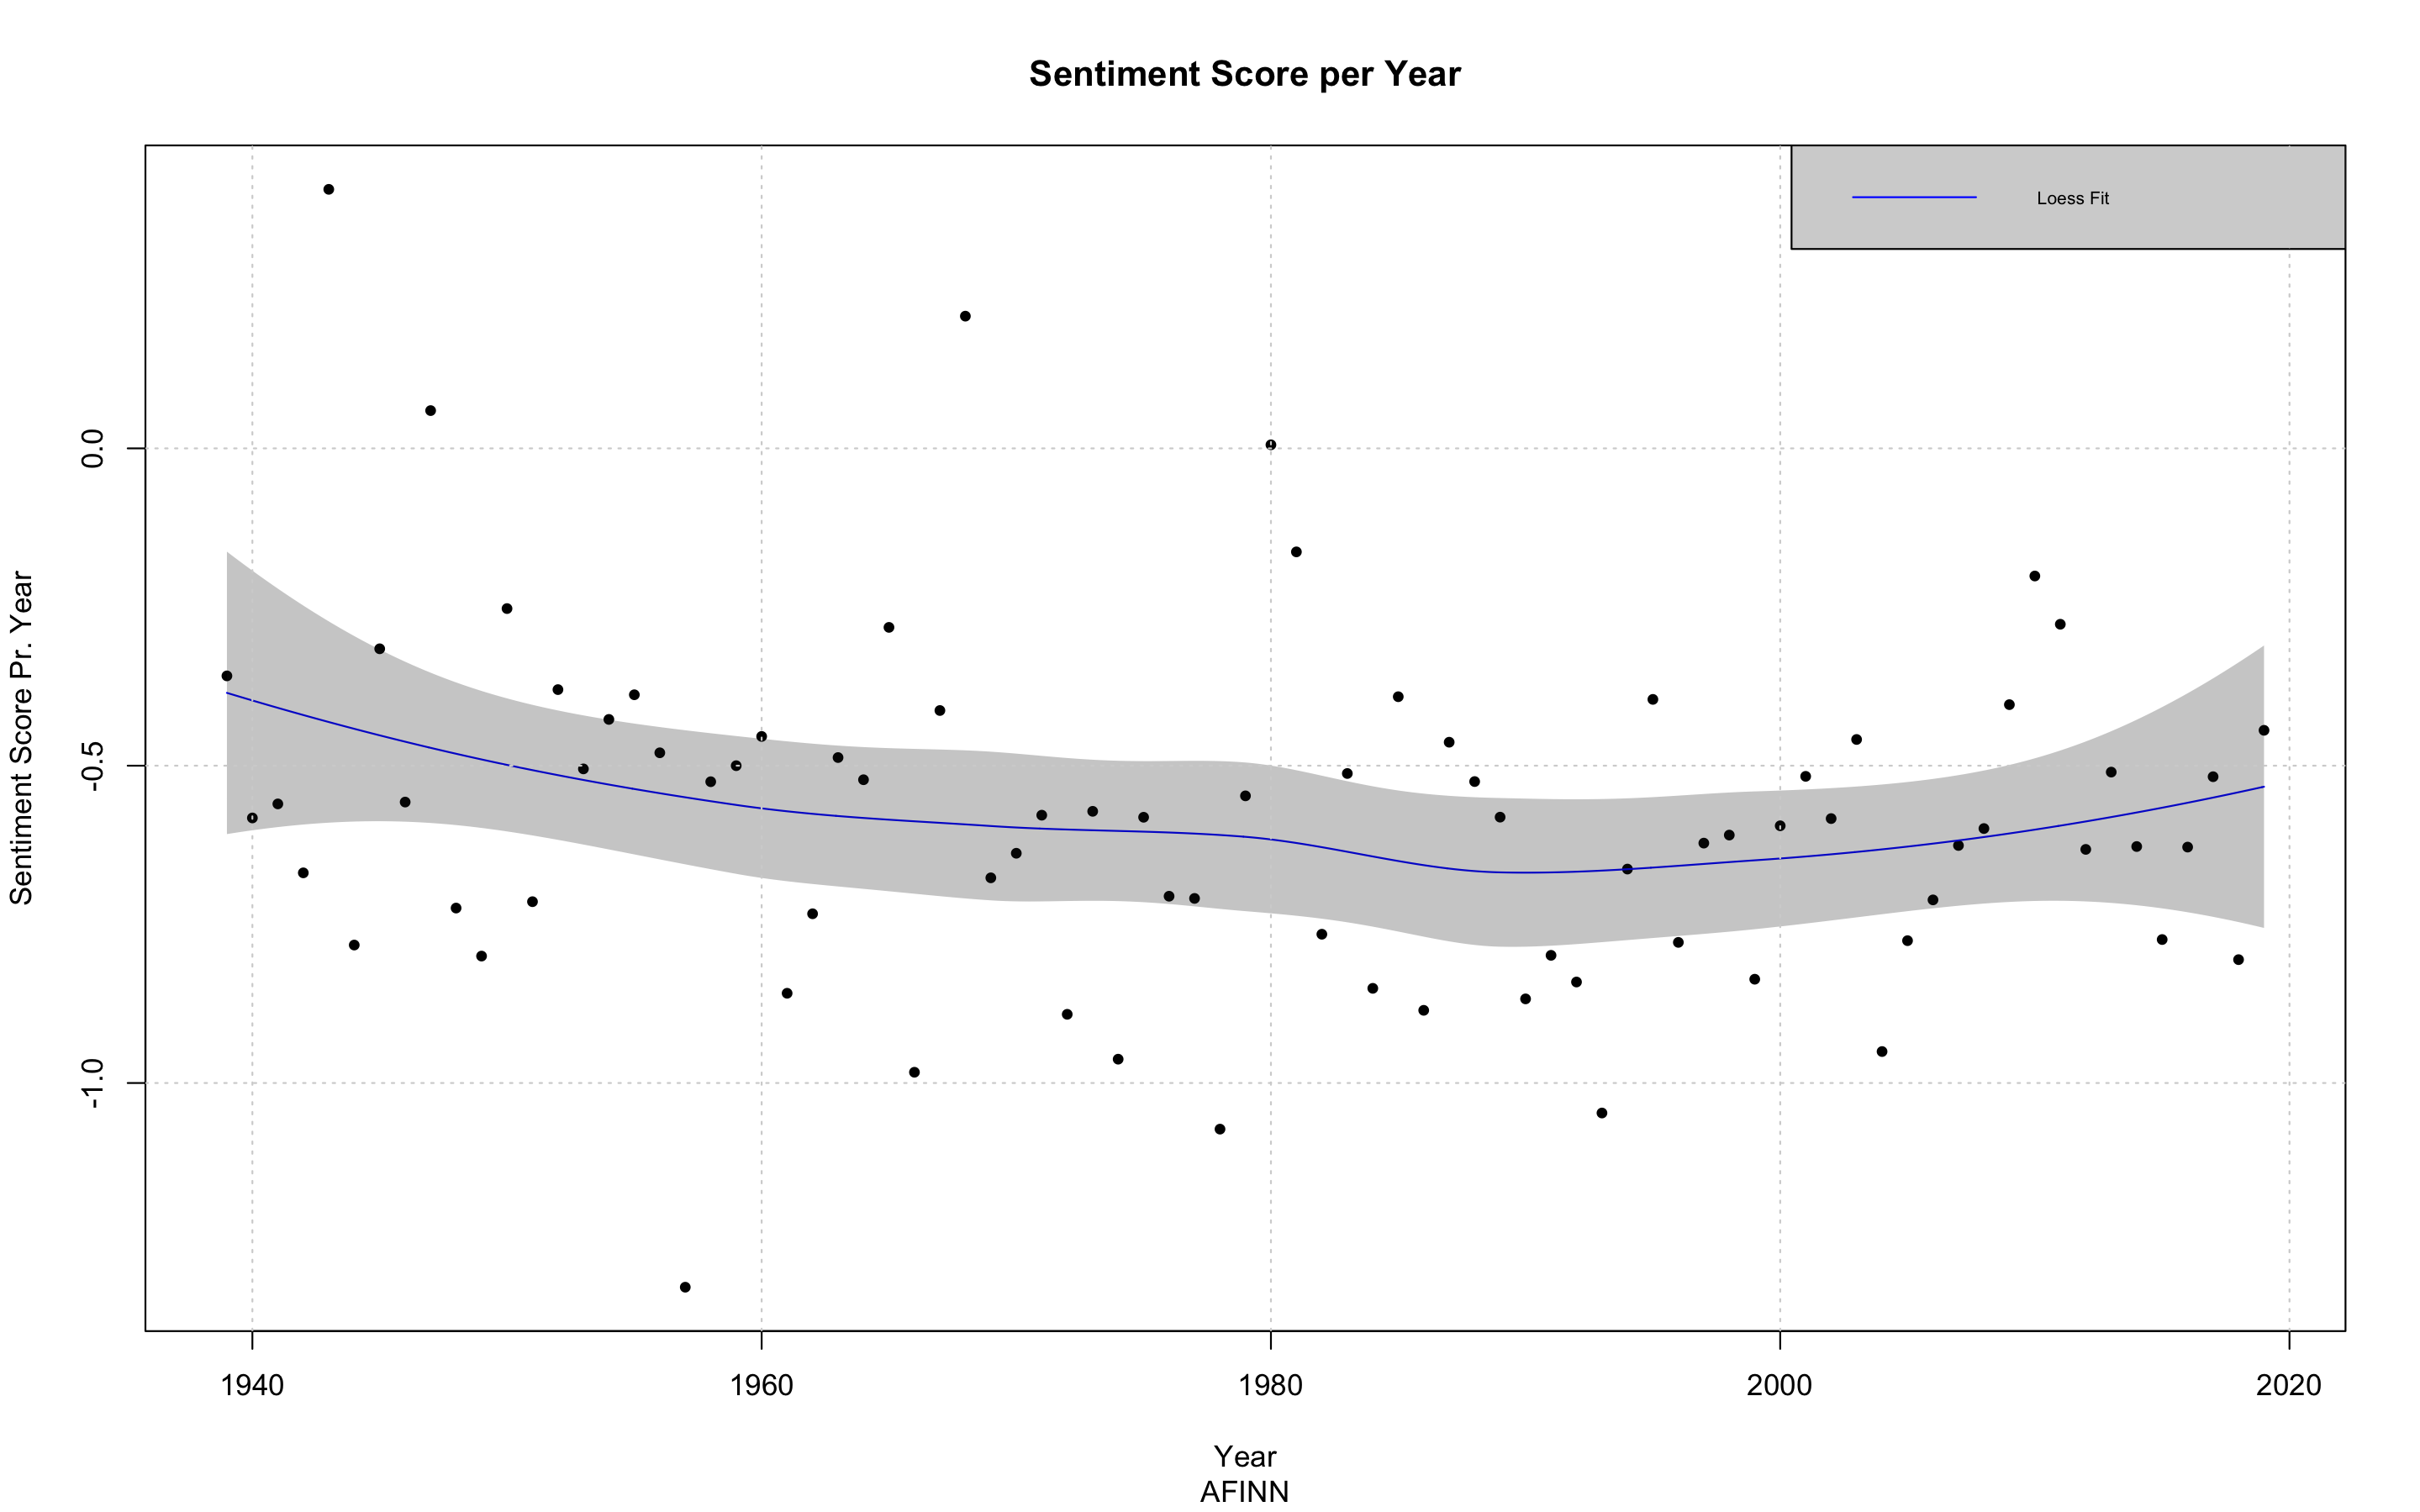 Sentiment Score per Year
Loess Fit
Sentiment Score Pr. Year
0.0
-0.5
-1.0
1940
1960
1980
2000
2020
Year
AFINN